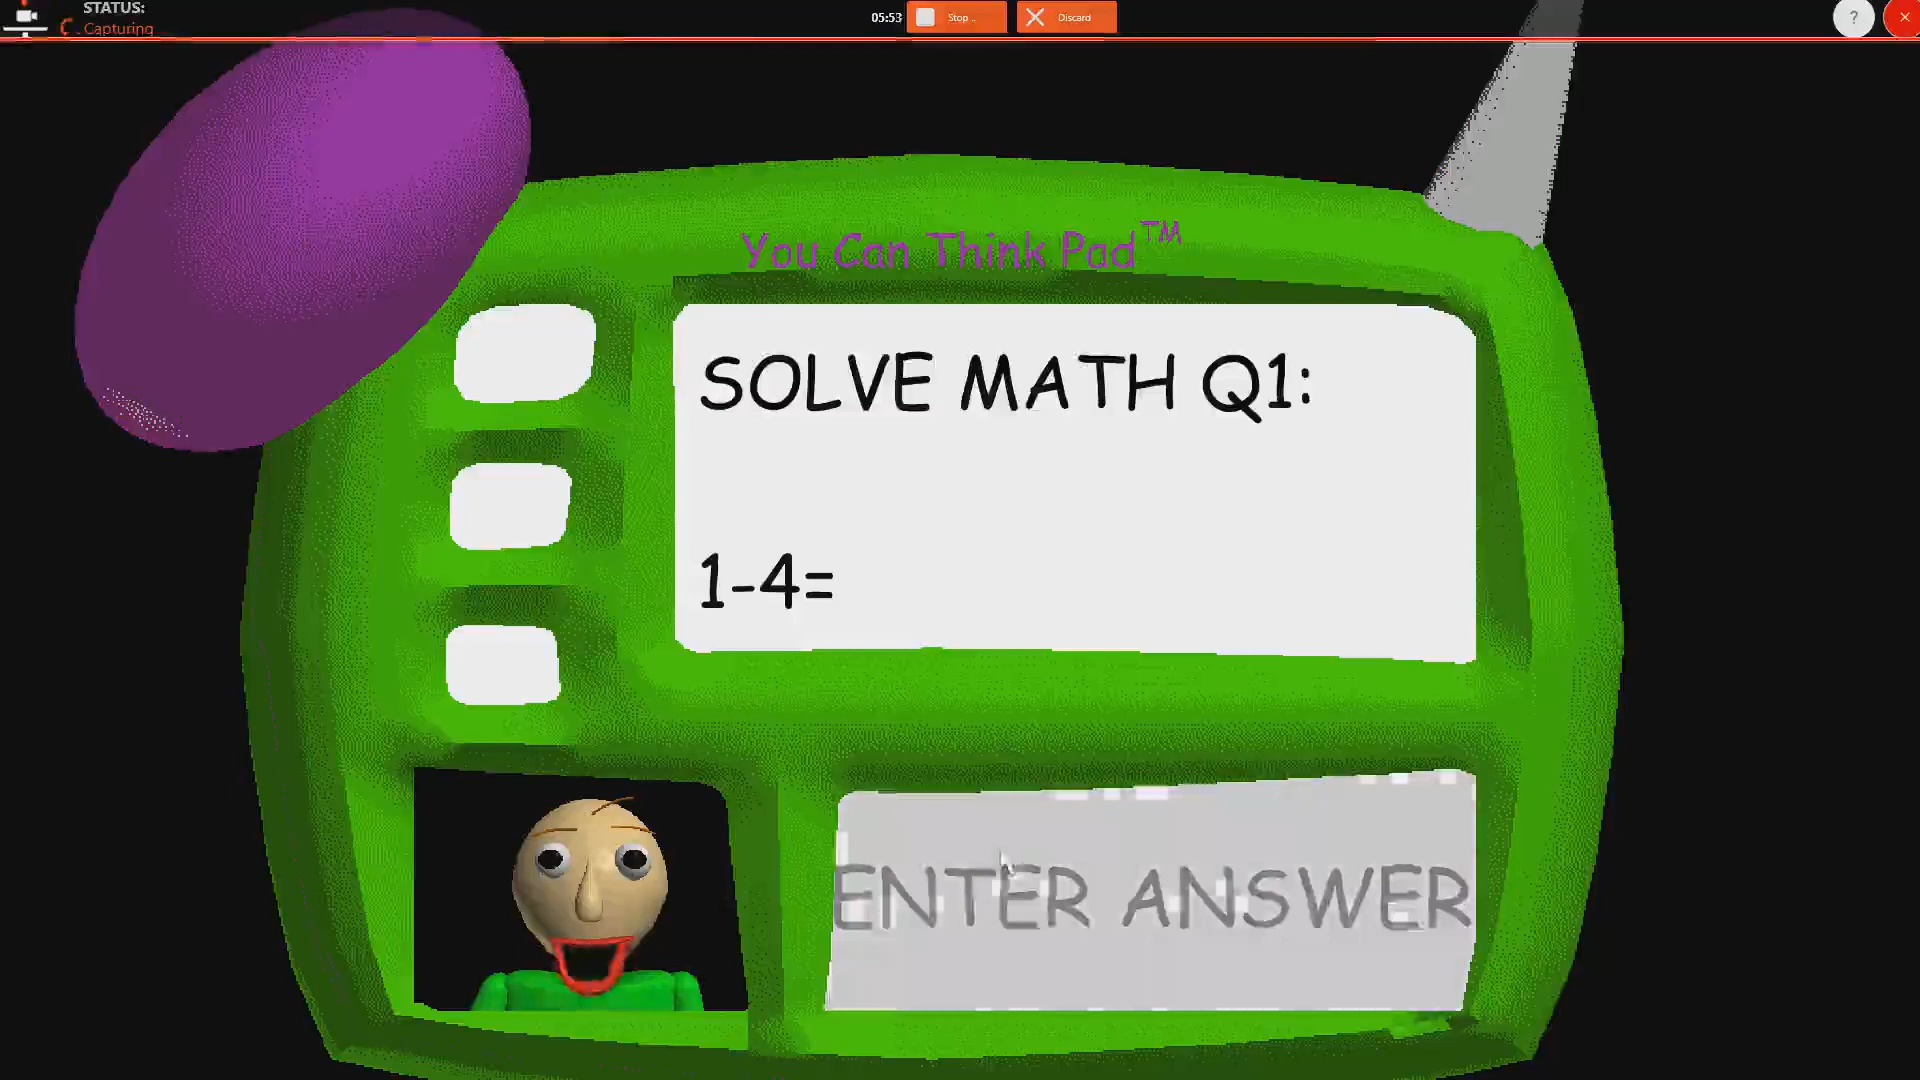 STATUS:
Capturing
05:53
Stop ..
Discard
?
You Can Think Pad™
SOLVE MATH Q1:
1-4=
ENTER ANSWER